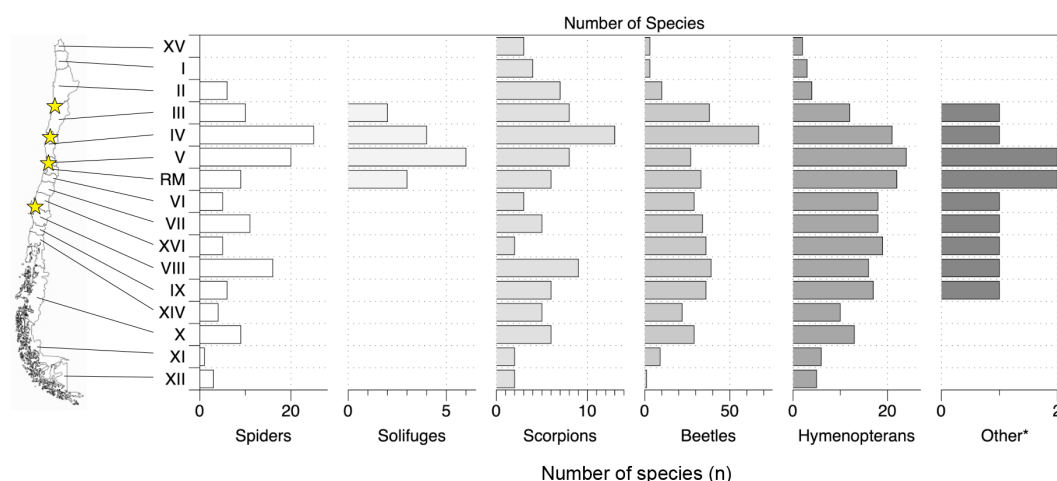 Number of Species
XV
I
II
III
IV
V
RM
VI
VII
XVI
VIII
IX
XIV
X
XI
XII
0 20 0 5 0 10 0 50 0 20 0 2
Spiders Solifuges Scorpions Beetles Hymenopterans Other*
Number of species (n)